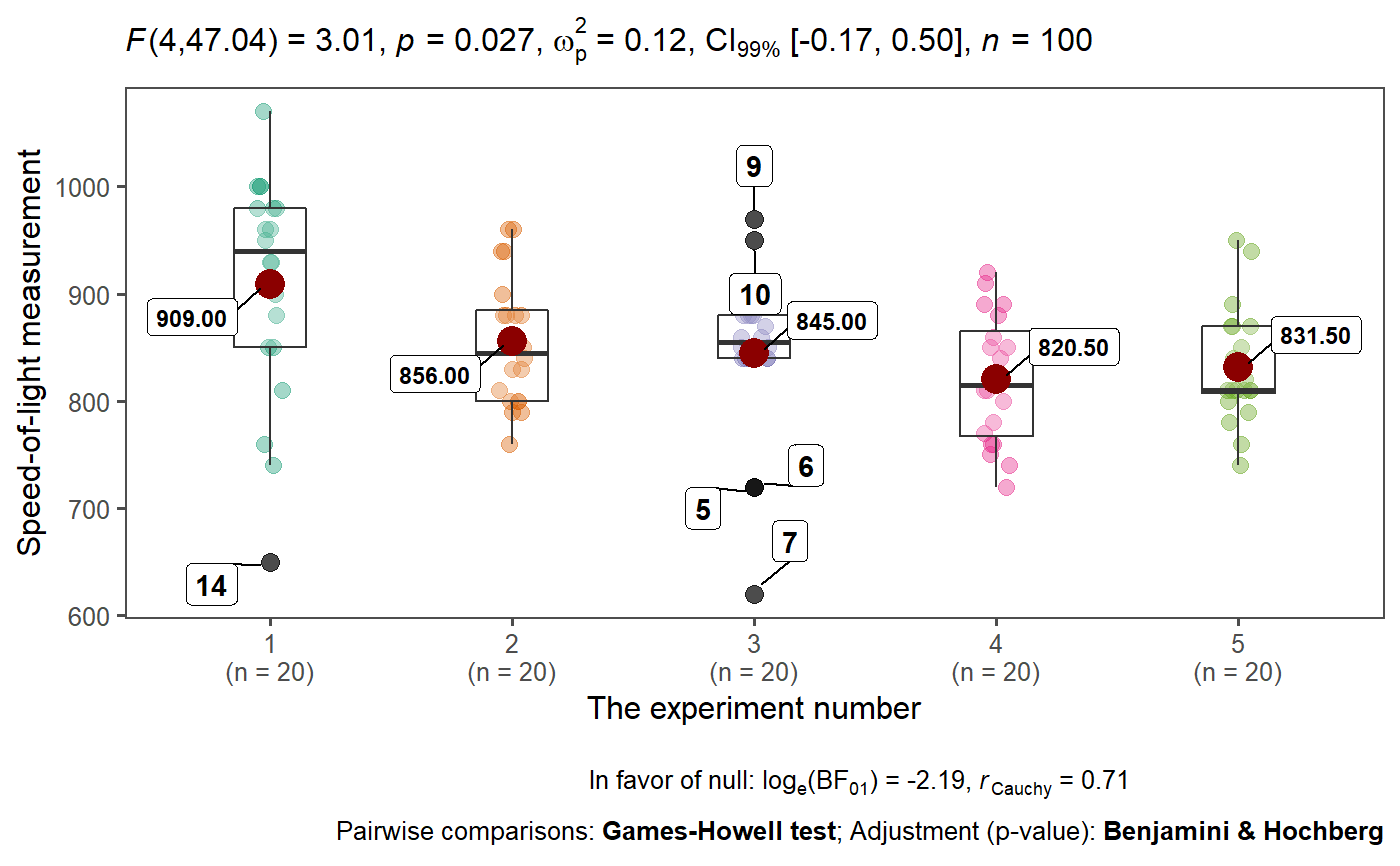 F(4,47.04) = 3.01, p = 0.027, ω²ₚ = 0.12, CI₉₉% [-0.17, 0.50], n = 100
Speed-of-light measurement
1000
900
800
700
600
909.00
14
856.00
9
10
845.00
6
5
7
820.50
831.50
1 2 3 4 5
(n = 20) (n = 20) (n = 20) (n = 20) (n = 20)
The experiment number
In favor of null: logₑ(BF₀₁) = -2.19, r Cauchy = 0.71
Pairwise comparisons: Games-Howell test; Adjustment (p-value): Benjamini & Hochberg